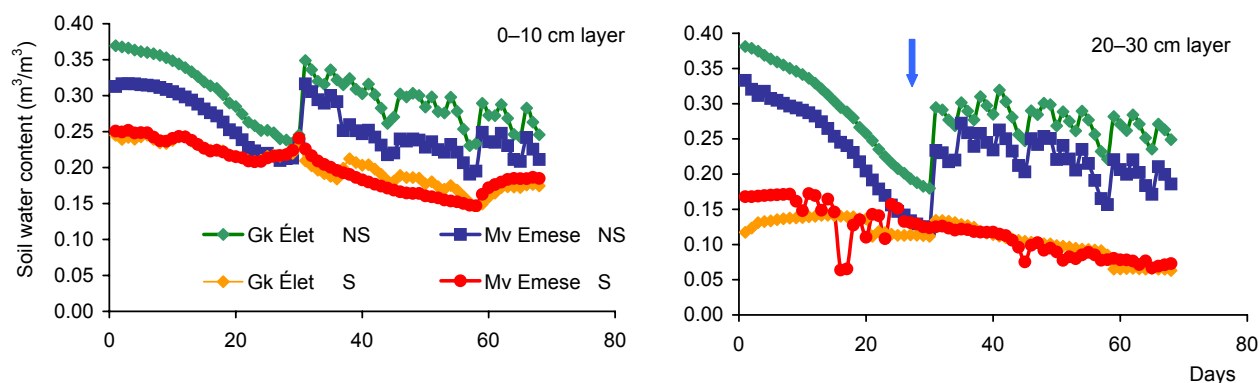 Soil water content (m³/m³)
0.40
0.35
0.30
0.25
0.20
0.15
0.10
0.05
0.00
0–10 cm layer
Gk Élet NS
Mv Emese NS
Gk Élet S
Mv Emese S
0 20 40 60 80
0.40
0.35
0.30
0.25
0.20
0.15
0.10
0.05
0.00
20–30 cm layer
0 20 40 60 80
Days